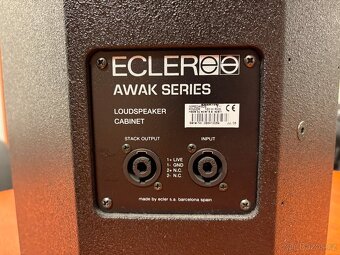 ECLER
AWAK SERIES
LOUDSPEAKER
CABINET
STACK OUTPUT
INPUT
1+ LIVE
1- GND
2+ N.C.
2- N.C.
made by ecler s.a. barcelona spain